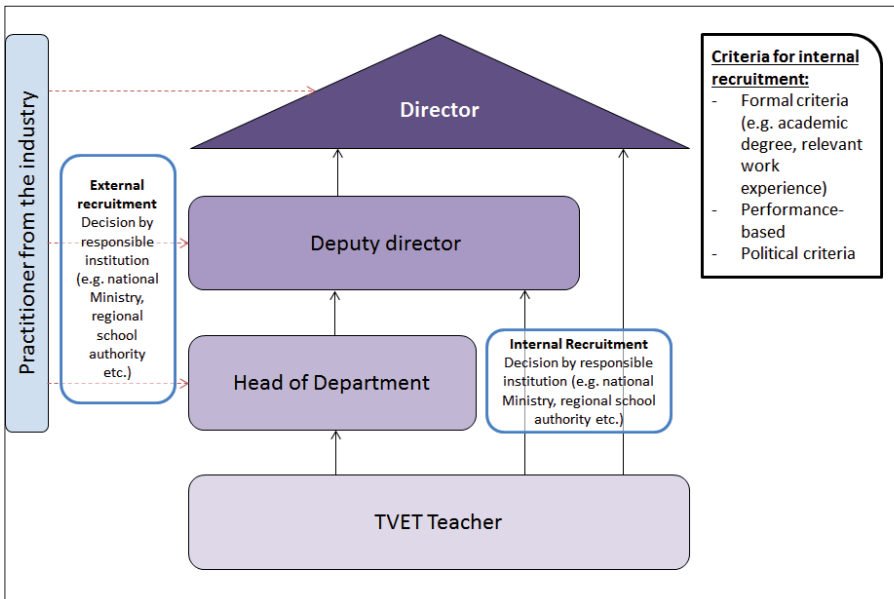 Practitioner from the industry
Director
Criteria for internal
recruitment:
- Formal criteria
(e.g. academic
degree, relevant
work
experience)
- Performance-
based
- Political criteria
External
recruitment
Decision by
responsible
institution
(e.g. national
Ministry,
regional
school
authority
etc.)
Deputy director
Head of Department
Internal Recruitment
Decision by responsible
institution (e.g. national
Ministry, regional school
authority etc.)
TVET Teacher